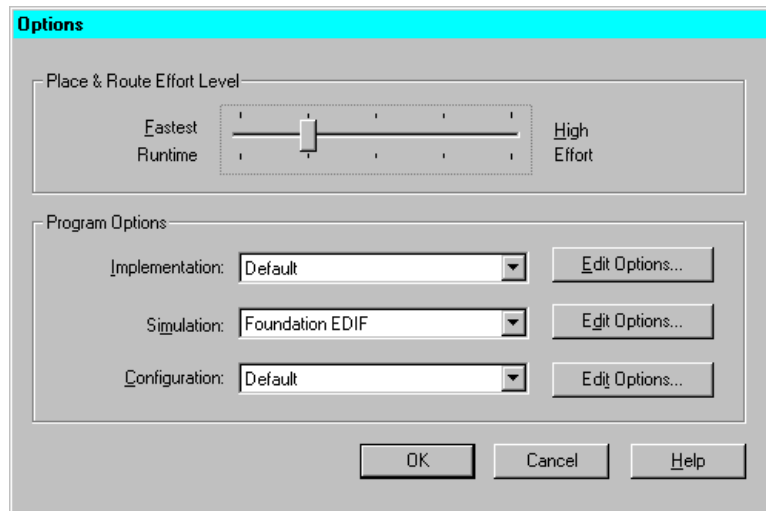 Options
Place & Route Effort Level
Fastest
Runtime
High
Effort
Program Options
Implementation: Default Edit Options...
Simulation: Foundation EDIF Edit Options...
Configuration: Default Edit Options...
OK Cancel Help